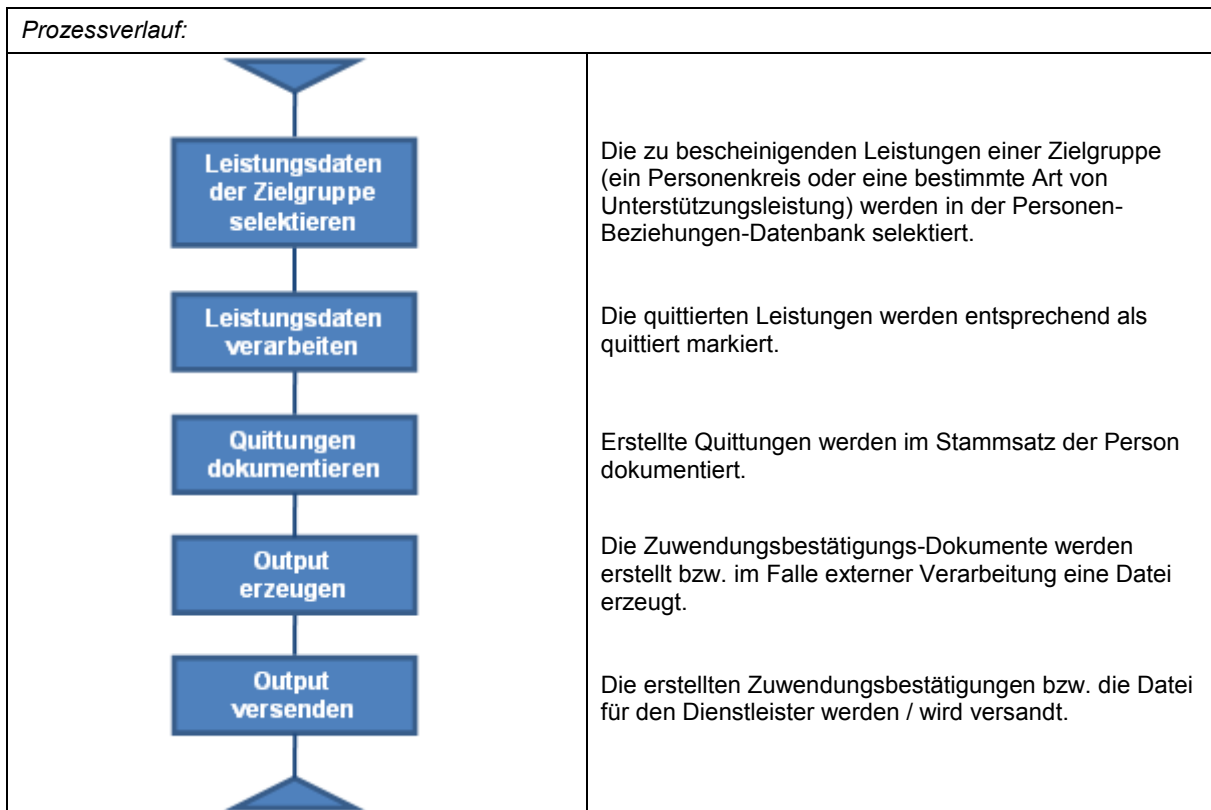 Prozessverlauf:
Leistungsdaten
der Zielgruppe
selektieren
Die zu bescheinigenden Leistungen einer Zielgruppe
(ein Personenkreis oder eine bestimmte Art von
Unterstützungsleistung) werden in der Personen-
Beziehungen-Datenbank selektiert.
Leistungsdaten
verarbeiten
Die quittierten Leistungen werden entsprechend als
quittiert markiert.
Quittungen
dokumentieren
Erstellte Quittungen werden im Stammsatz der Person
dokumentiert.
Output
erzeugen
Die Zuwendungsbestätigungs-Dokumente werden
erstellt bzw. im Falle externer Verarbeitung eine Datei
erzeugt.
Output
versenden
Die erstellten Zuwendungsbestätigungen bzw. die Datei
für den Dienstleister werden / wird versandt.